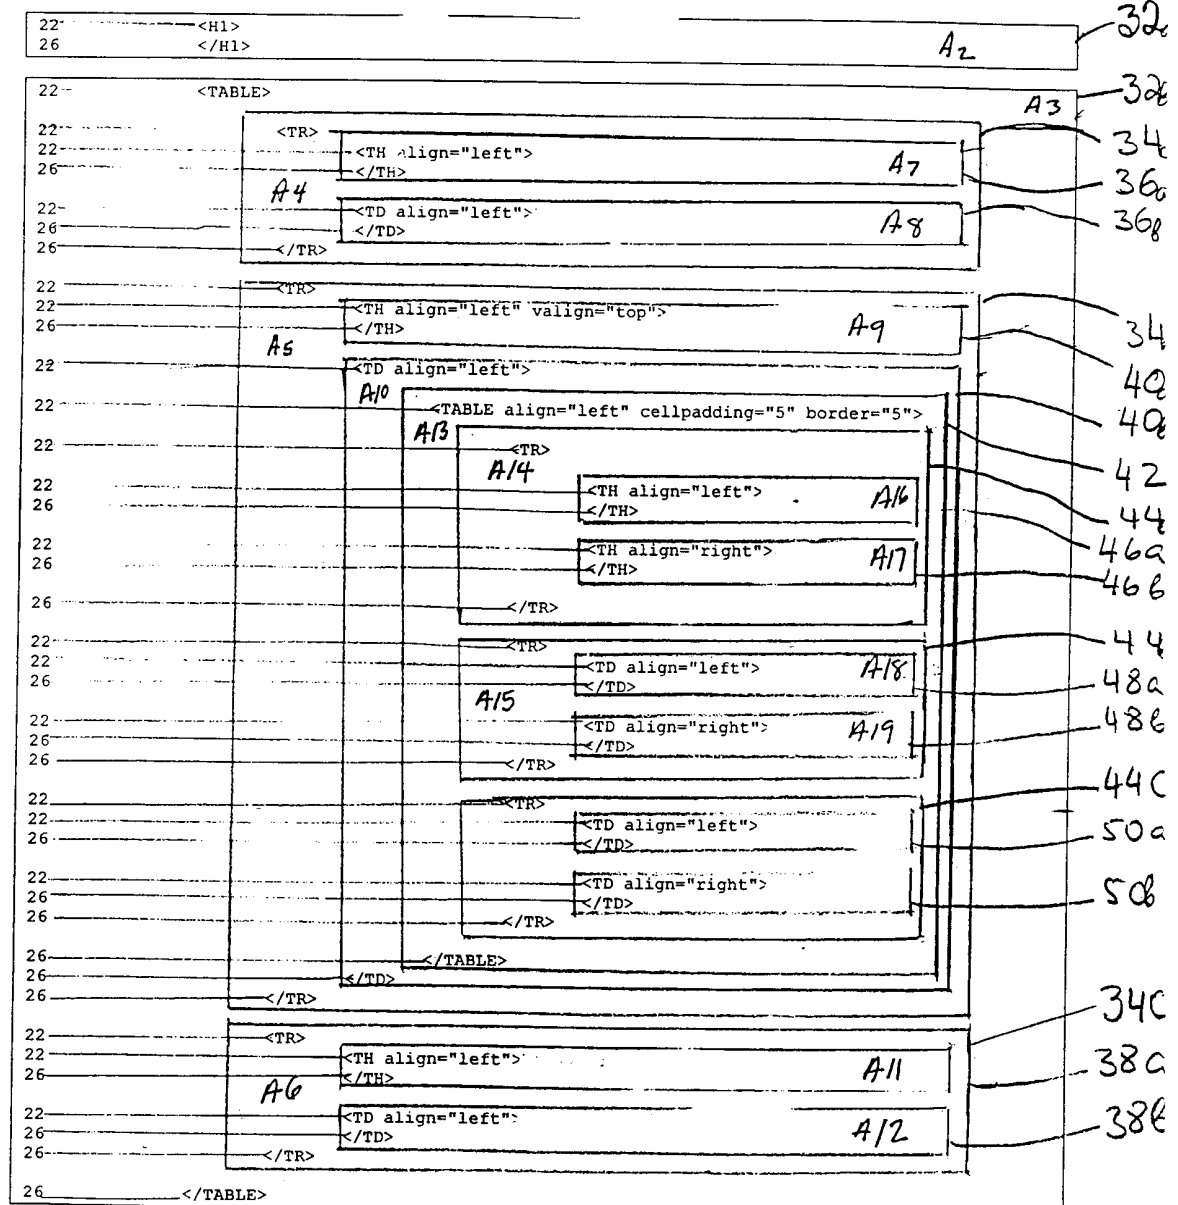 22 <H1> 32
26 </H1> A2
22 <TABLE> 32
A3
22 <TR> 34
22 <TH align="left"> A7
26 </TH> 36a
A4
22 <TD align="left"> A8 36b
26 </TD>
26 </TR>
22 <TR>
22 <TH align="left" valign="top"> 34
26 </TH> A9
A5
22 <TD align="left"> 40
A10
22 <TABLE align="left" cellpadding="5" border="5"> 40
A13
22 <TR> 42
A14
22 <TH align="left"> A16
26 </TH> 44
22 <TH align="right"> A17 46a
26 </TH> 46b
26 </TR>
22 <TR> 44
22 <TD align="left"> A18
26 </TD> 48a
A15
22 <TD align="right"> A19 48b
26 </TD>
26 </TR>
22 <TR> 44C
22 <TD align="left">
26 </TD> 50a
22 <TD align="right">
26 </TD> 50b
26 </TR>
26 </TABLE>
26 </TD>
26 </TR> 34C
22 <TR>
22 <TH align="left"> A11 38a
26 </TH>
A6
22 <TD align="left"> 38b
26 </TD> A12
26 </TR>
26 </TABLE>